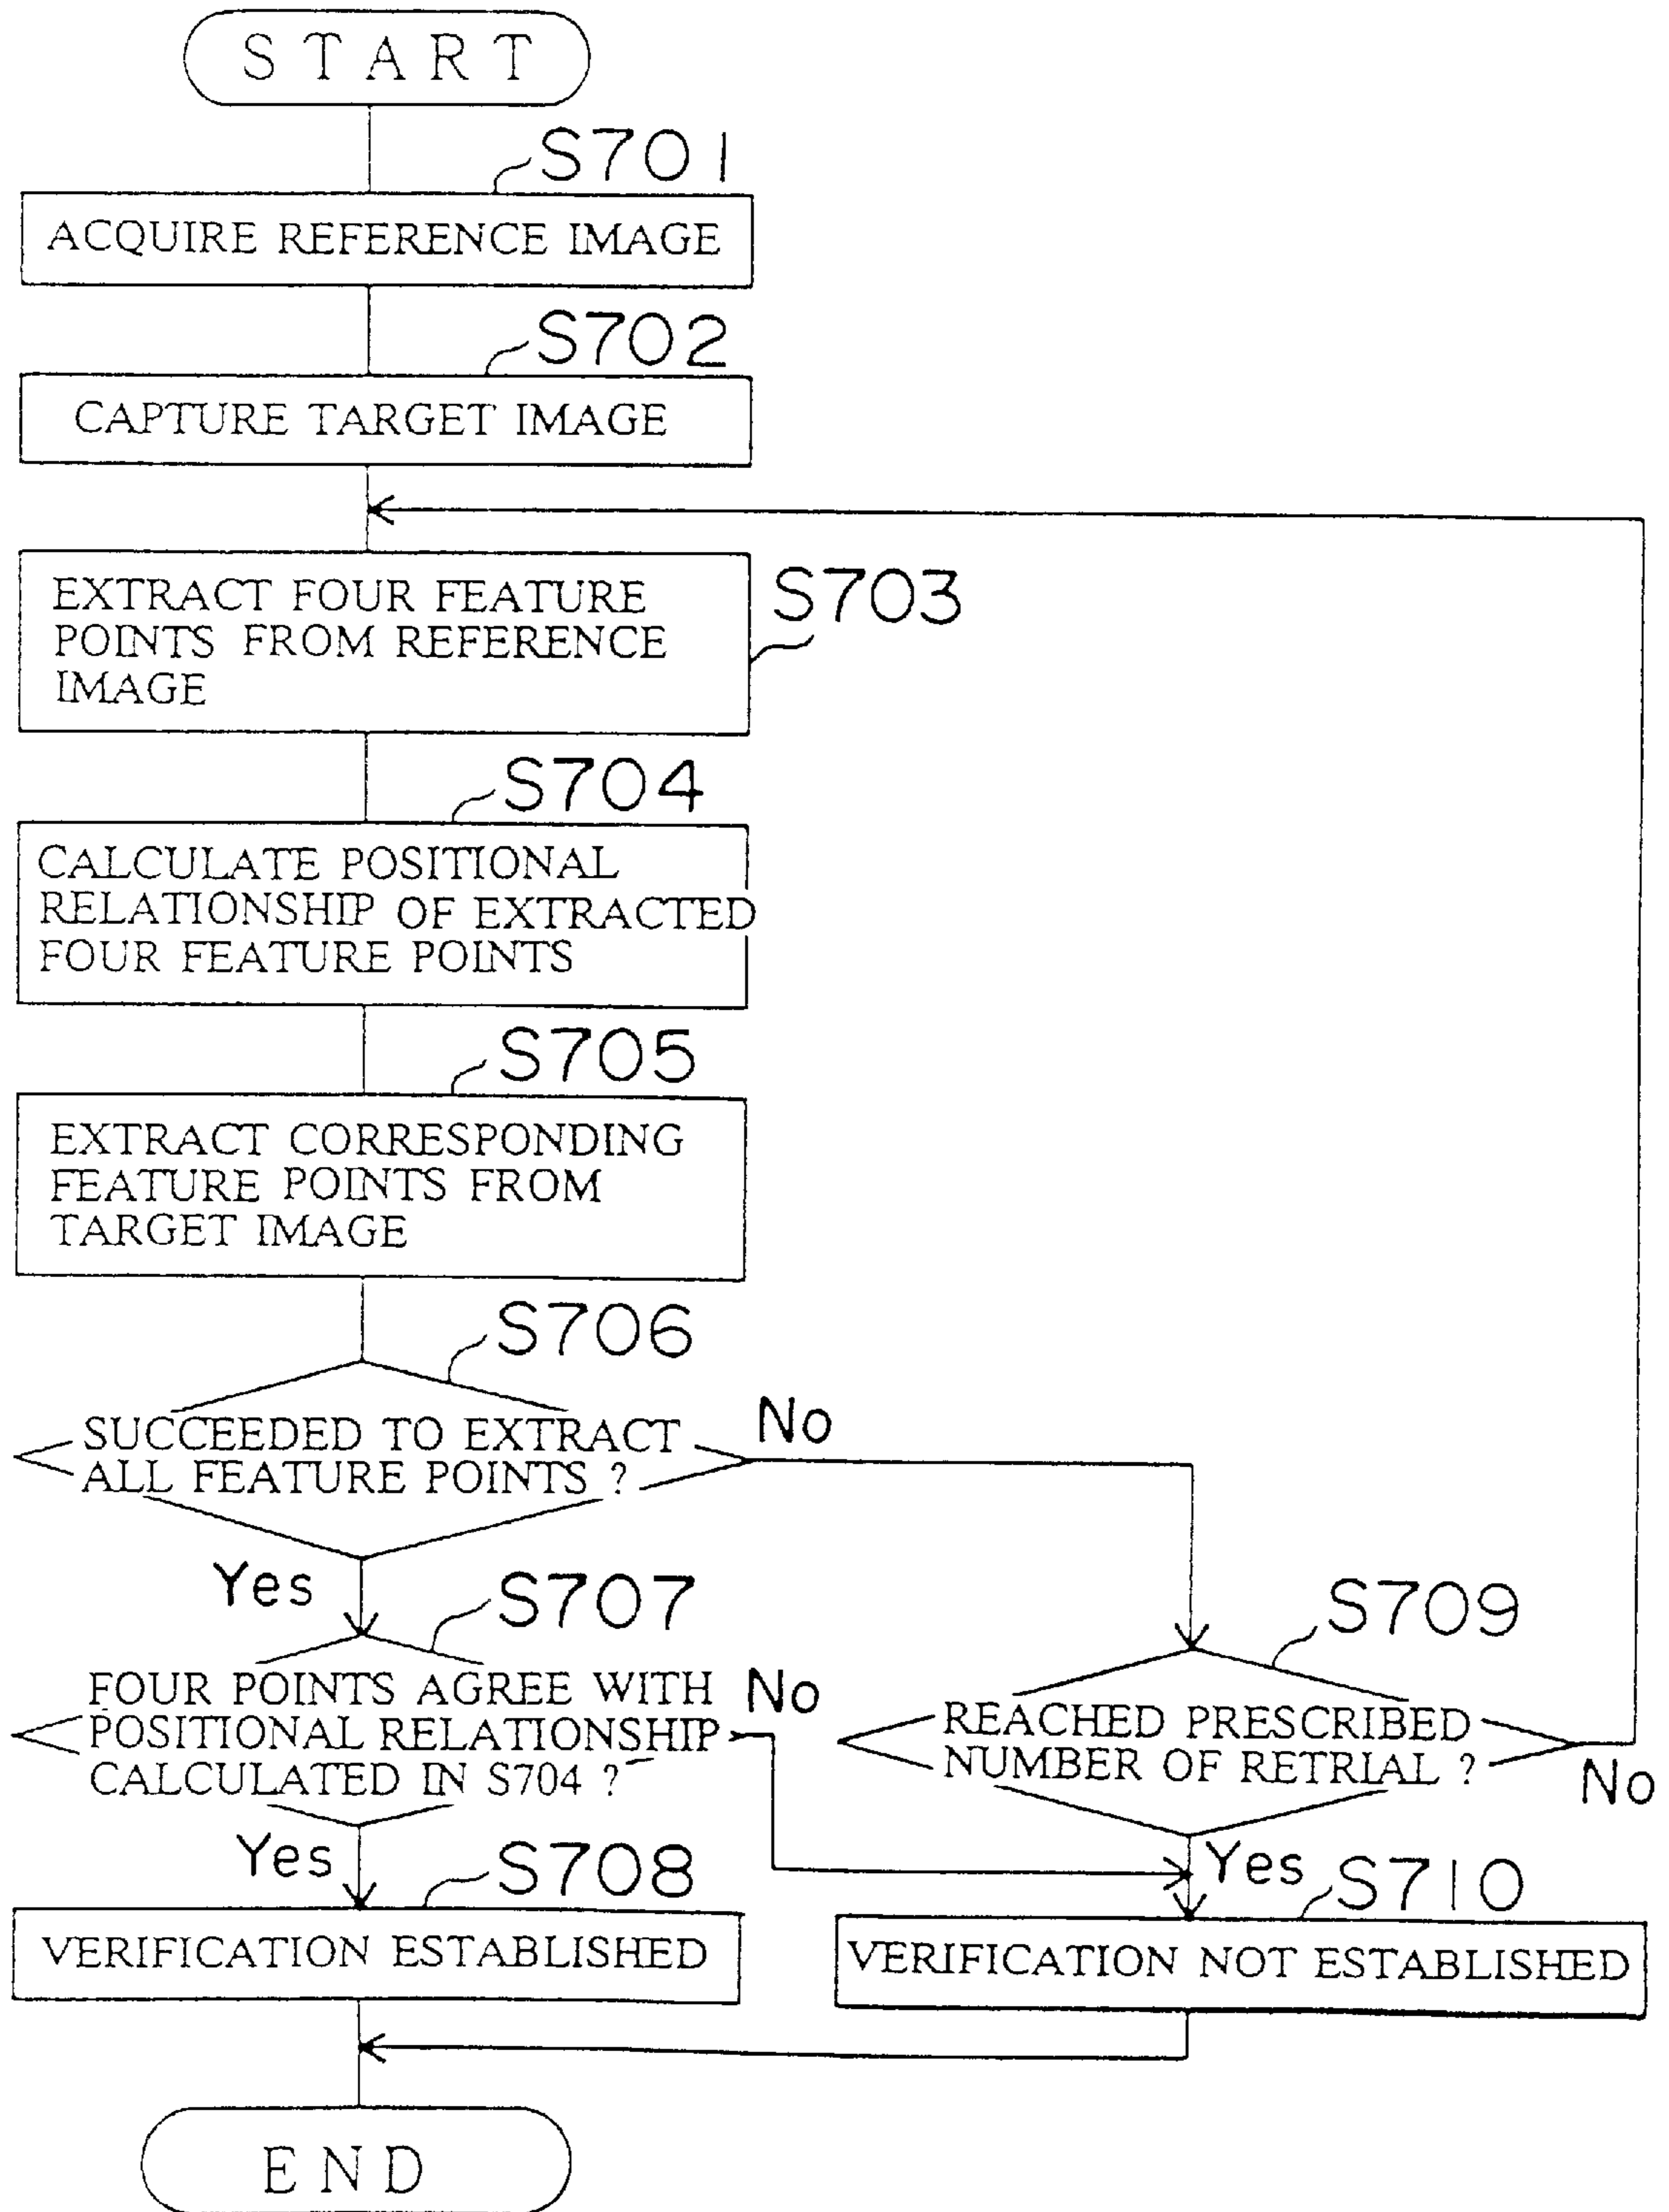 START
S701
ACQUIRE REFERENCE IMAGE
S702
CAPTURE TARGET IMAGE
EXTRACT FOUR FEATURE
POINTS FROM REFERENCE
IMAGE
S703
S704
CALCULATE POSITIONAL
RELATIONSHIP OF EXTRACTED
FOUR FEATURE POINTS
S705
EXTRACT CORRESPONDING
FEATURE POINTS FROM
TARGET IMAGE
S706
SUCCEEDED TO EXTRACT
ALL FEATURE POINTS ?
No
Yes
S707
FOUR POINTS AGREE WITH
POSITIONAL RELATIONSHIP
CALCULATED IN S704 ?
No
S709
REACHED PRESCRIBED
NUMBER OF RETRIAL ?
No
Yes
S708
VERIFICATION ESTABLISHED
Yes
S710
VERIFICATION NOT ESTABLISHED
END